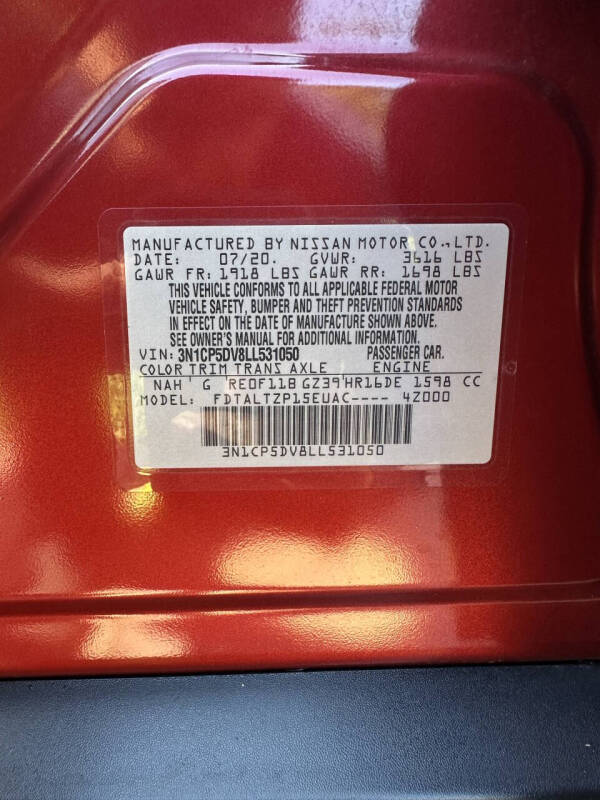 MANUFACTURED BY NISSAN MOTOR CO.,LTD.
DATE: 07/20. GVWR: 3616 LBS
GAWR FR: 1918 LBS GAWR RR: 1698 LBS
THIS VEHICLE CONFORMS TO ALL APPLICABLE FEDERAL MOTOR
VEHICLE SAFETY, BUMPER AND THEFT PREVENTION STANDARDS
IN EFFECT ON THE DATE OF MANUFACTURE SHOWN ABOVE.
SEE OWNER'S MANUAL FOR ADDITIONAL INFORMATION.
VIN: 3N1CP5DV8LL531050 PASSENGER CAR.
COLOR TRIM TRANS AXLE ENGINE
NAH ' G ' RE0F11B GZ39'HR16DE 1598 CC
MODEL: FDTALTZP15EUAC---- 4Z000
3N1CP5DV8LL531050